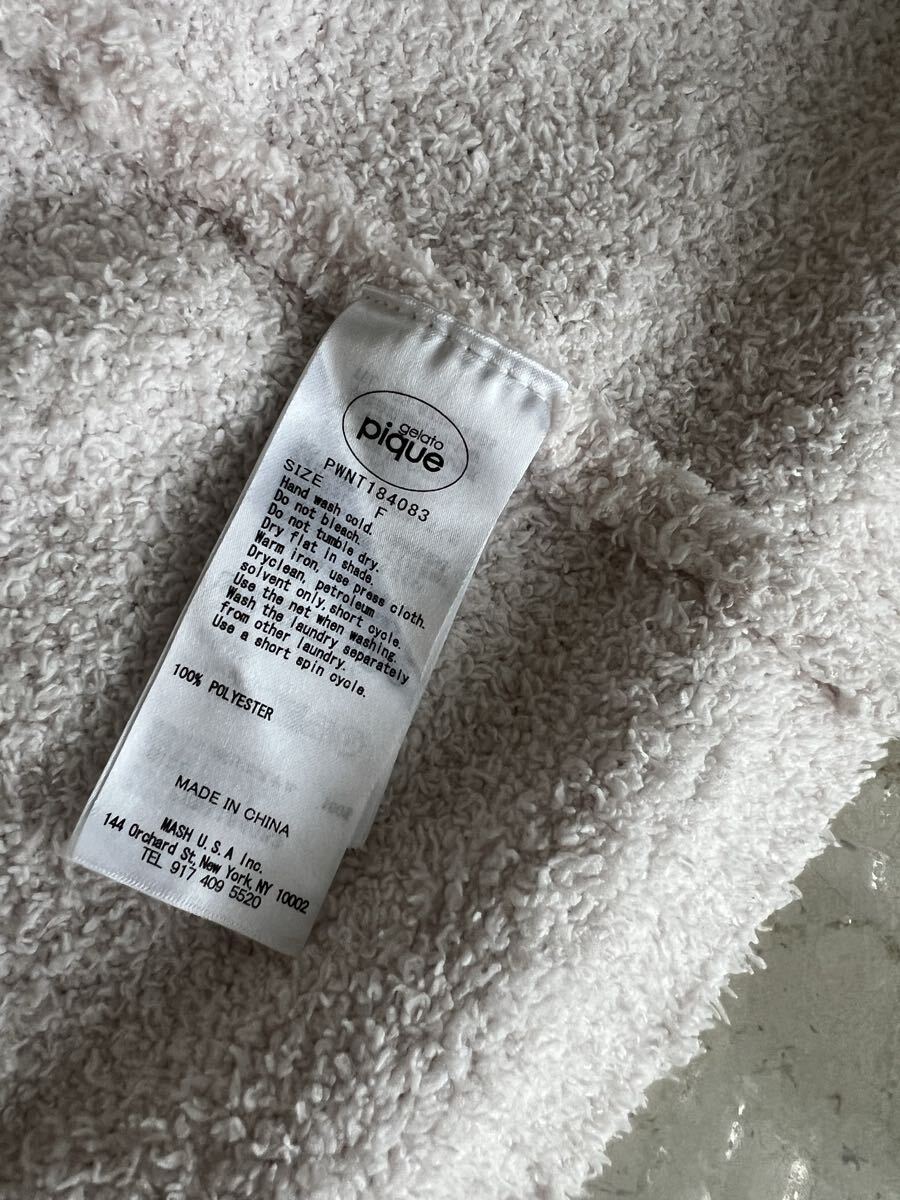 gelato
pique
PWNT184083
SIZE F
Hand wash cold.
Do not bleach.
Do not tumble dry.
Dry flat in shade.
Warm iron, use press cloth.
Dryclean, petroleum
solvent only, short cycle.
Use the net when washing.
Wash the laundry separately
from other laundry.
Use a short spin cycle.
100% POLYESTER
MADE IN CHINA
MASH U.S.A Inc.
144 Orchard St, New York, NY 10002
TEL 917 409 5520